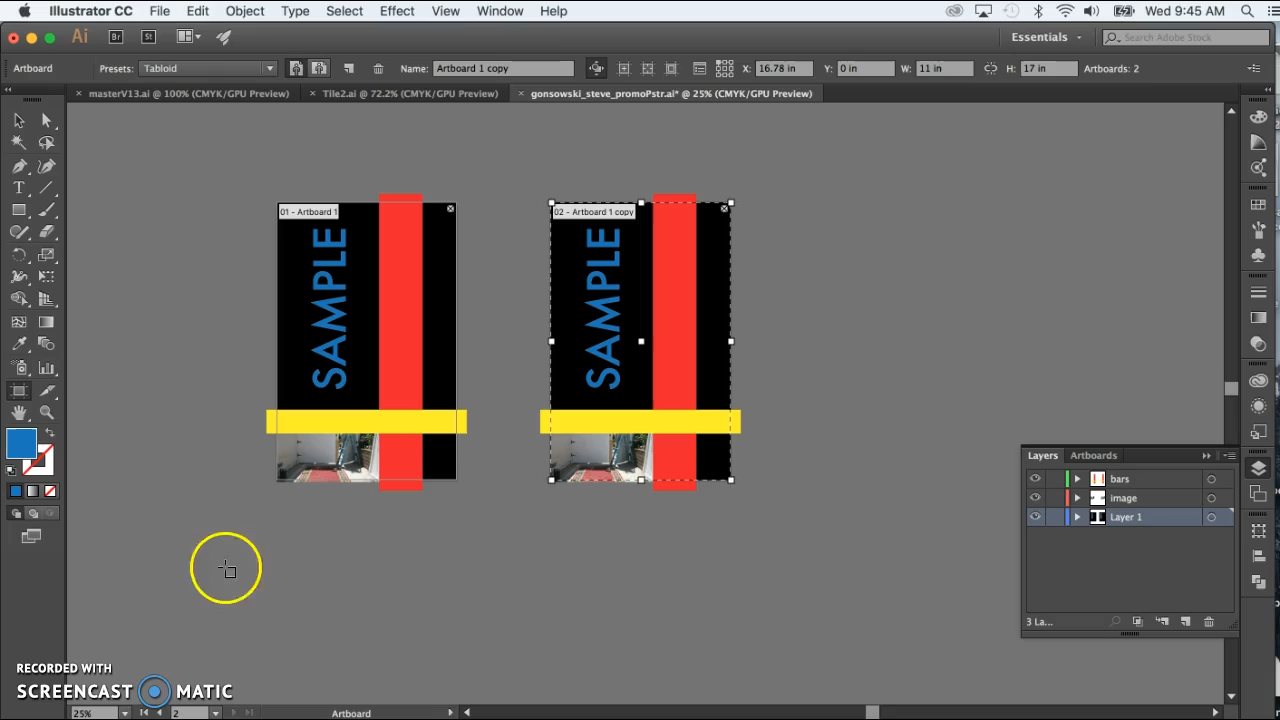 Illustrator CC File Edit Object Type Select Effect View Window Help Wed 9:45 AM
Ai Br St Essentials Search Adobe Stock
Artboard Presets: Tabloid Name: Artboard 1 copy X: 16.78 in Y: 0 in W: 11 in H: 17 in Artboards: 2
× masterV13.ai @ 100% (CMYK/GPU Preview) × Tile2.ai @ 72.2% (CMYK/GPU Preview) × gonsowski_steve_promoPstr.ai* @ 25% (CMYK/GPU Preview)
01 - Artboard 1
SAMPLE
02 - Artboard 1 copy
SAMPLE
Layers Artboards
bars
image
Layer 1
3 La...
RECORDED WITH
SCREENCAST MATIC
25% 2 Artboard